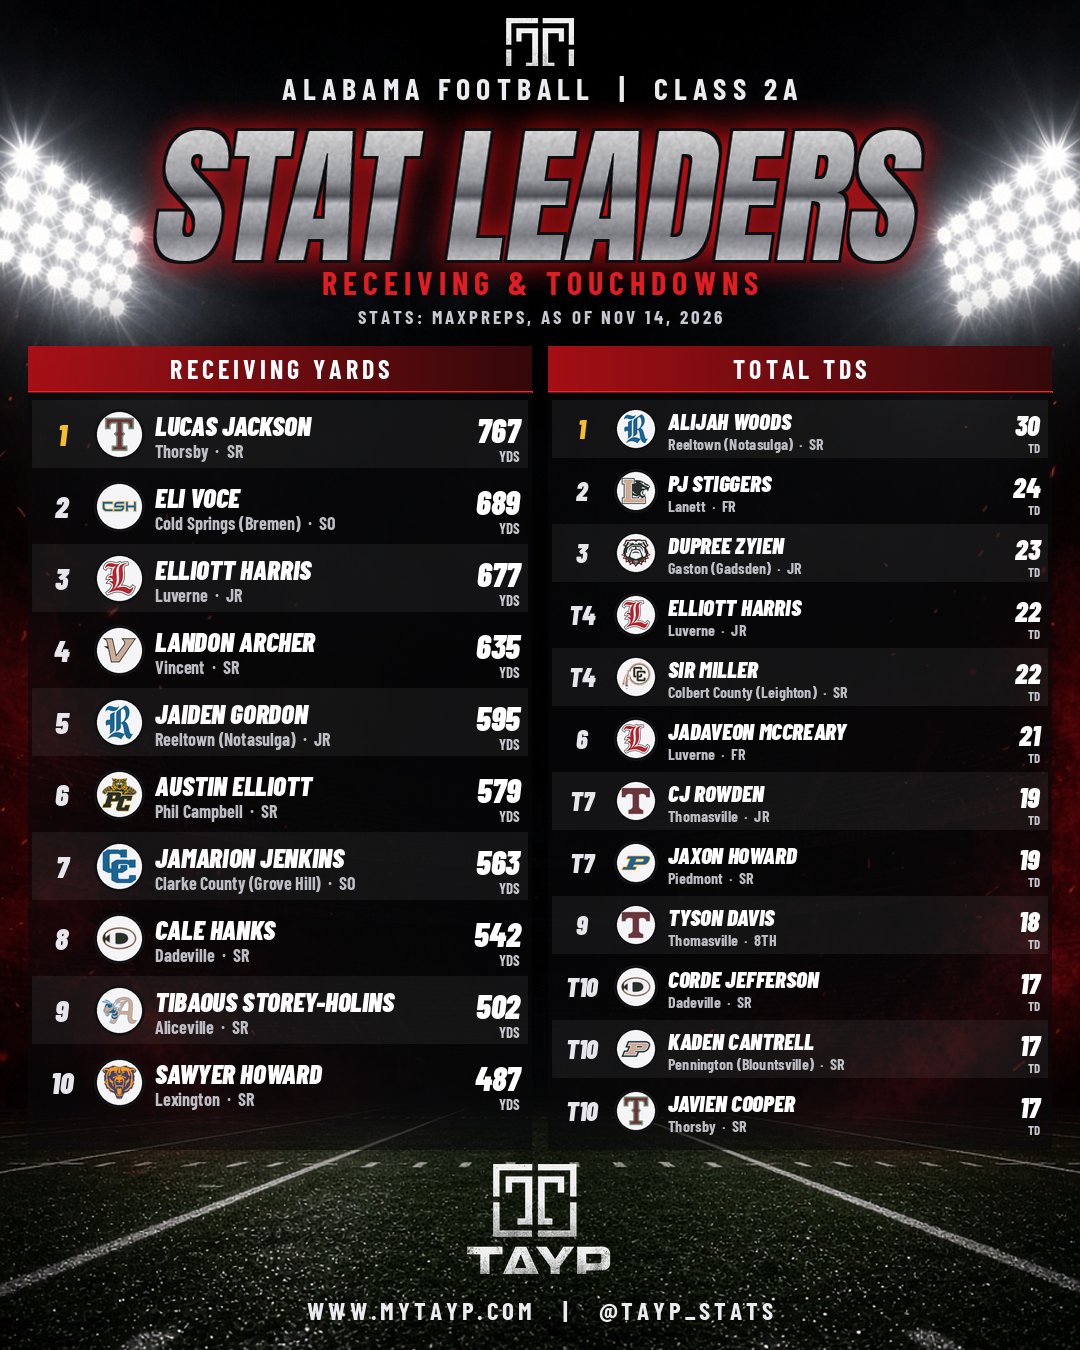 ALABAMA FOOTBALL | CLASS 2A
STAT LEADERS
RECEIVING & TOUCHDOWNS
STATS: MAXPREPS, AS OF NOV 14, 2026
RECEIVING YARDS
1 T LUCAS JACKSON 767
Thorsby · SR YDS
2 CSH ELI VOCE 689
Cold Springs (Bremen) · SO YDS
3 L ELLIOTT HARRIS 677
Luverne · JR YDS
4 V LANDON ARCHER 635
Vincent · SR YDS
5 R JAIDEN GORDON 595
Reeltown (Notasulga) · JR YDS
6 PC AUSTIN ELLIOTT 579
Phil Campbell · SR YDS
7 CC JAMARION JENKINS 563
Clarke County (Grove Hill) · SO YDS
8 D CALE HANKS 542
Dadeville · SR YDS
9 A TIBAOUS STOREY-HOLINS 502
Aliceville · SR YDS
10 SAWYER HOWARD 487
Lexington · SR YDS
TOTAL TDS
1 R ALIJAH WOODS 30
Reeltown (Notasulga) · SR TD
2 L PJ STIGGERS 24
Lanett · FR TD
3 DUPREE ZYIEN 23
Gaston (Gadsden) · JR TD
T4 L ELLIOTT HARRIS 22
Luverne · JR TD
T4 CC SIR MILLER 22
Colbert County (Leighton) · SR TD
6 L JADAVEON MCCREARY 21
Luverne · FR TD
T7 T CJ ROWDEN 19
Thomasville · JR TD
T7 P JAXON HOWARD 19
Piedmont · SR TD
9 T TYSON DAVIS 18
Thomasville · 8TH TD
T10 D CORDE JEFFERSON 17
Dadeville · SR TD
T10 P KADEN CANTRELL 17
Pennington (Blountsville) · SR TD
T10 T JAVIEN COOPER 17
Thorsby · SR TD
TAYP
WWW.MYTAYP.COM | @TAYP_STATS